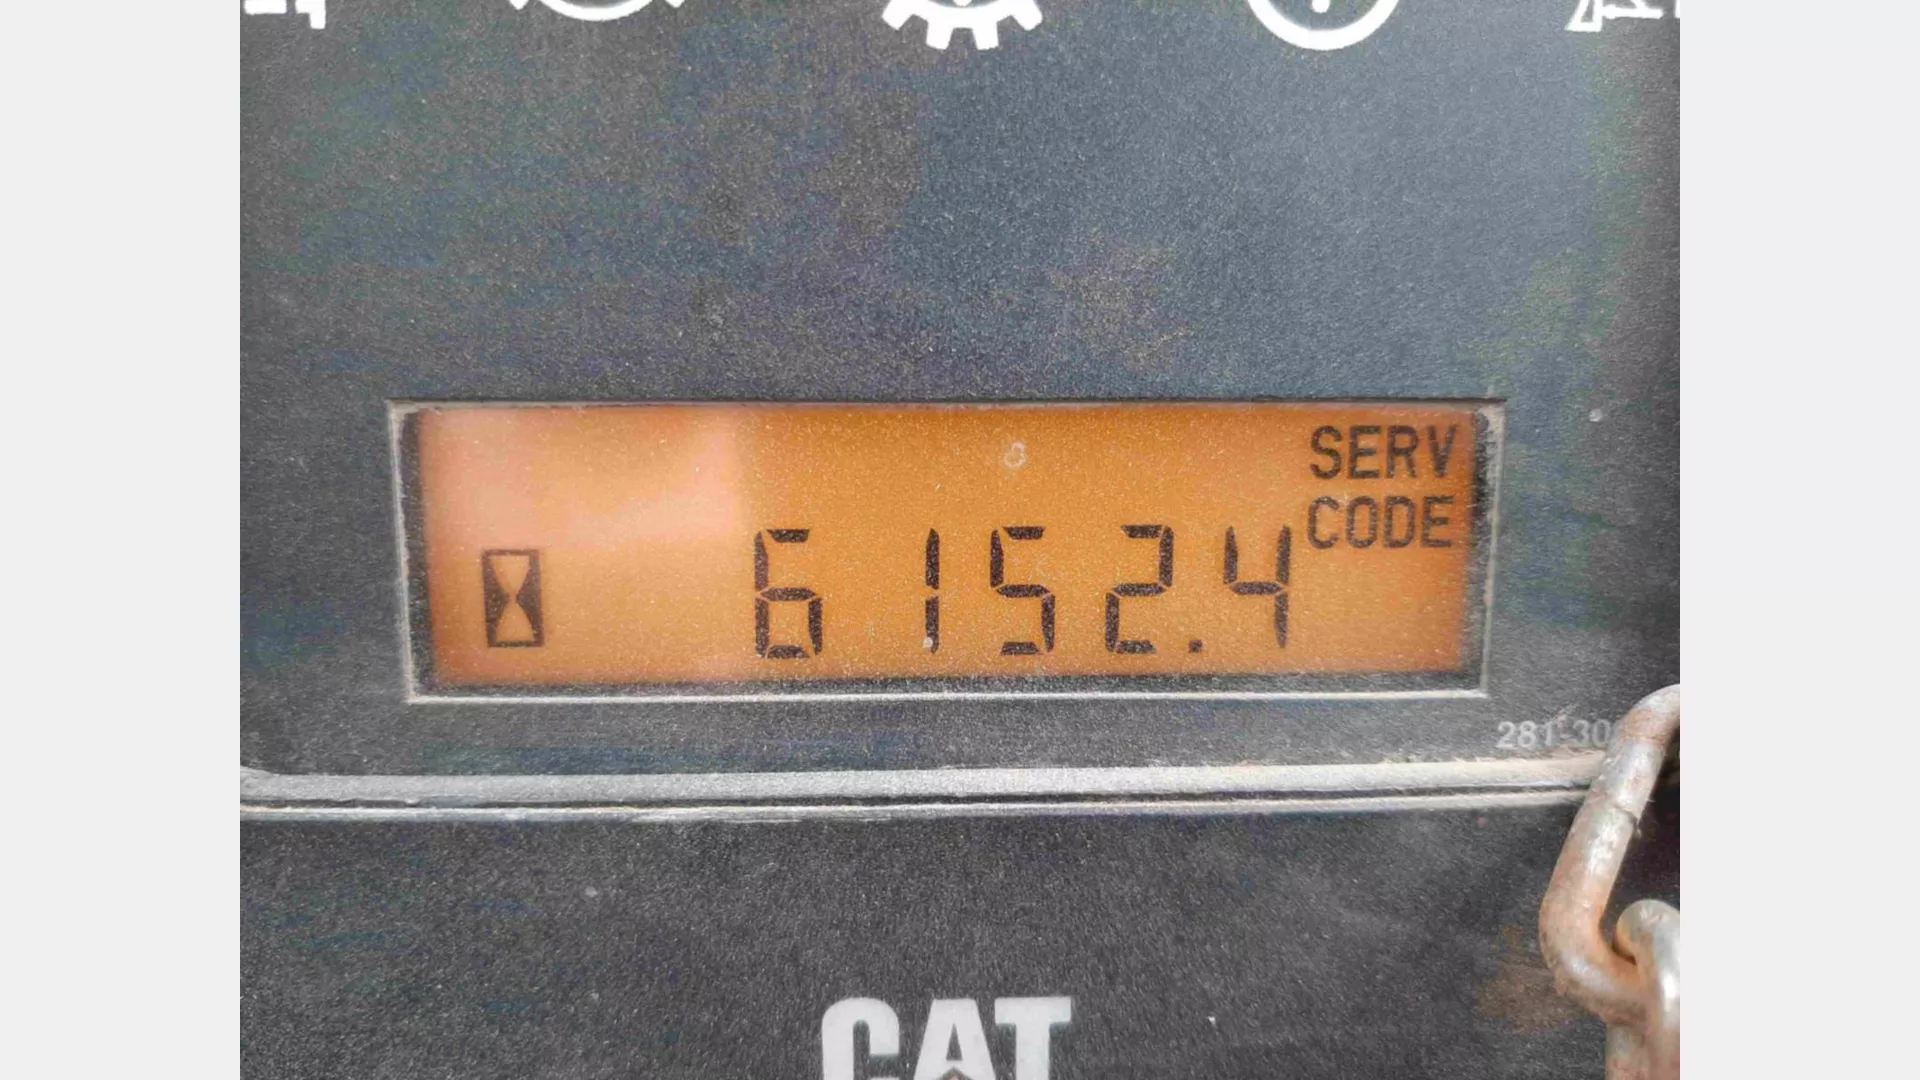 SERV
CODE
6152.4
CAT